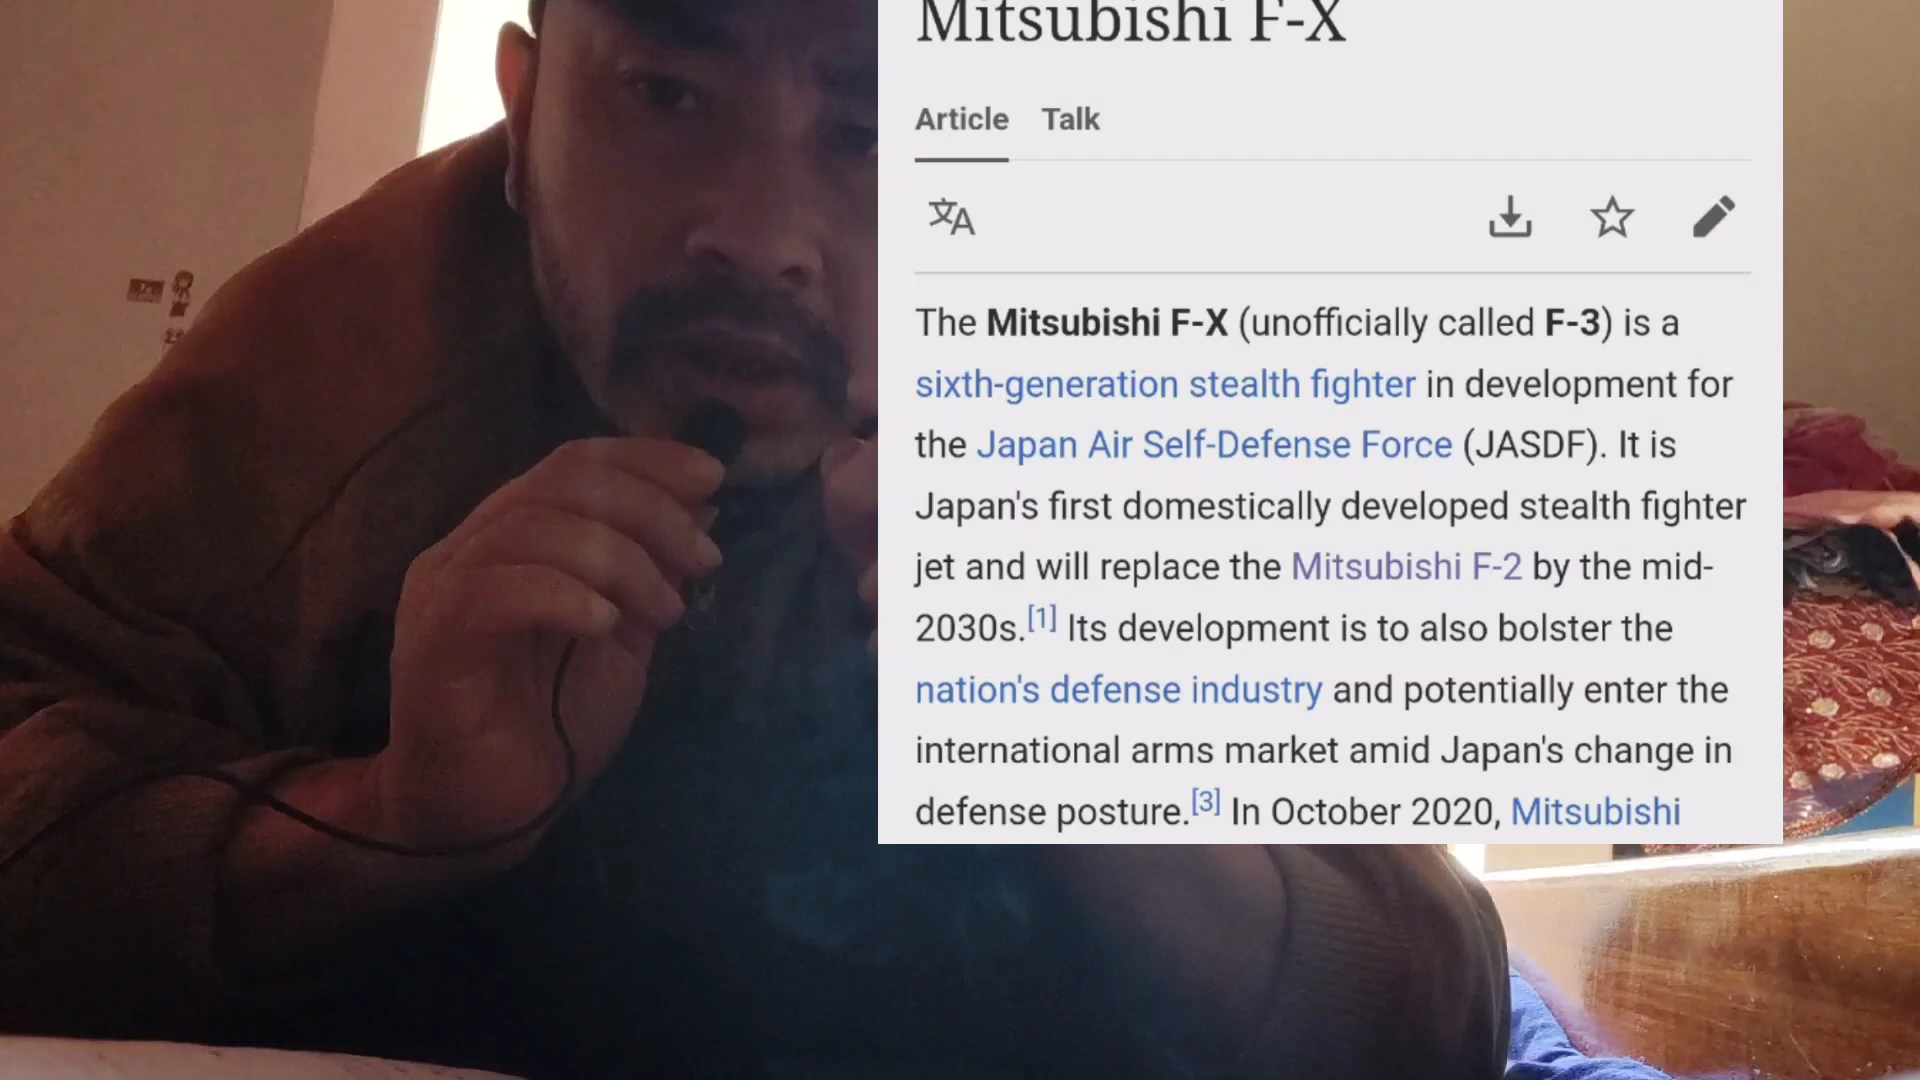 Mitsubishi F-X
Article Talk
The Mitsubishi F-X (unofficially called F-3) is a
sixth-generation stealth fighter in development for
the Japan Air Self-Defense Force (JASDF). It is
Japan's first domestically developed stealth fighter
jet and will replace the Mitsubishi F-2 by the mid-
2030s.[1] Its development is to also bolster the
nation's defense industry and potentially enter the
international arms market amid Japan's change in
defense posture.[3] In October 2020, Mitsubishi